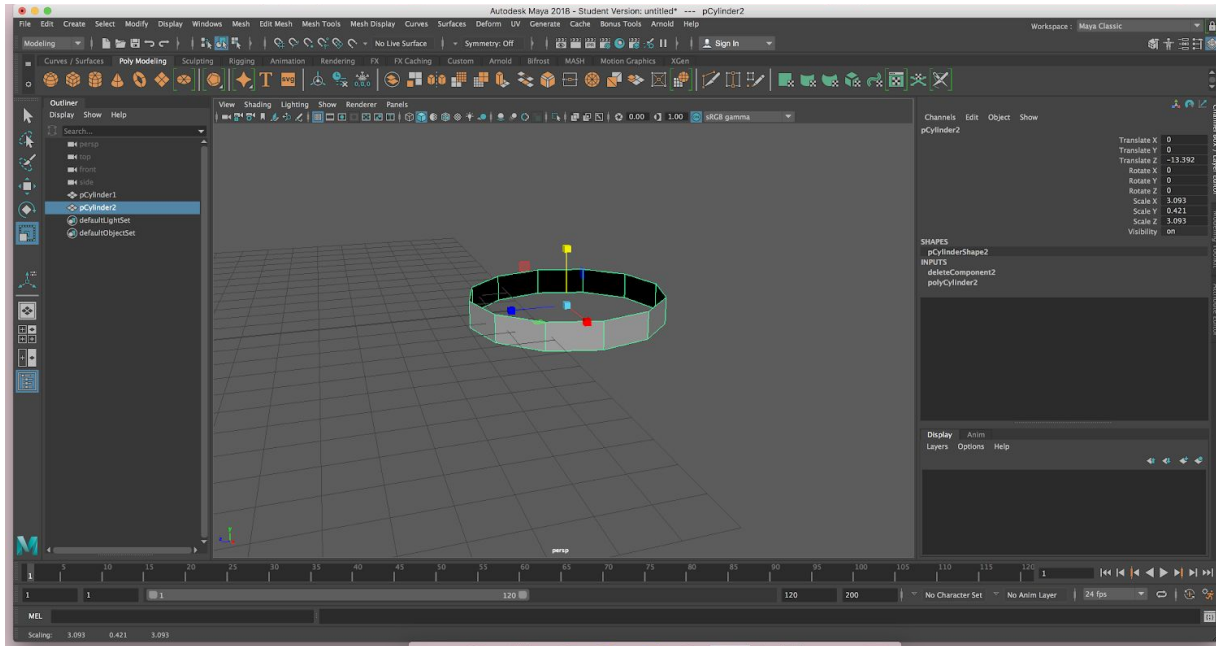 Autodesk Maya 2018 - Student Version: untitled* --- pCylinder2
File Edit Create Select Modify Display Windows Mesh Edit Mesh Mesh Tools Mesh Display Curves Surfaces Deform UV Generate Cache Bonus Tools Arnold Help
Workspace : Maya Classic
Modeling No Live Surface Symmetry: Off Sign In
Curves / Surfaces Poly Modeling Sculpting Rigging Animation Rendering FX FX Caching Custom Arnold Bifrost MASH Motion Graphics XGen
T SVG
Outliner
Display Show Help
Search...
persp
top
front
side
pCylinder1
pCylinder2
defaultLightSet
defaultObjectSet
View Shading Lighting Show Renderer Panels
0.00 1.00 sRGB gamma
persp
Channels Edit Object Show
pCylinder2
Translate X 0
Translate Y 0
Translate Z -13.392
Rotate X 0
Rotate Y 0
Rotate Z 0
Scale X 3.093
Scale Y 0.421
Scale Z 3.093
Visibility on
SHAPES
pCylinderShape2
INPUTS
deleteComponent2
polyCylinder2
Display Anim
Layers Options Help
5 10 15 20 25 30 35 40 45 50 55 60 65 70 75 80 85 90 95 100 105 110 115 120
1 1
1 1 1 120 120 200 No Character Set No Anim Layer 24 fps
MEL
Scaling: 3.093 0.421 3.093